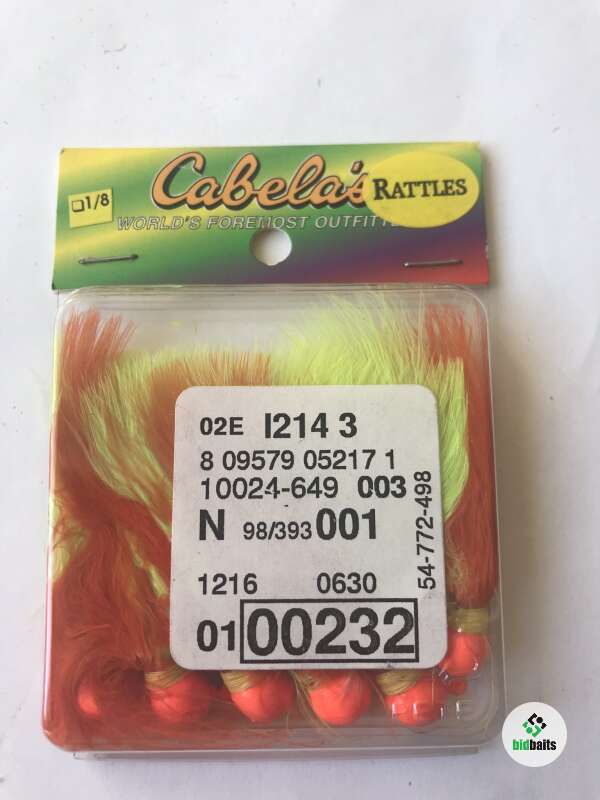 Cabela's
RATTLES
❏1/8
WORLD'S FOREMOST OUTFITTE
02E I214 3
8 09579 05217 1
10024-649 003
N 98/393 001
54-772-498
1216 0630
01 00232
bidbaits